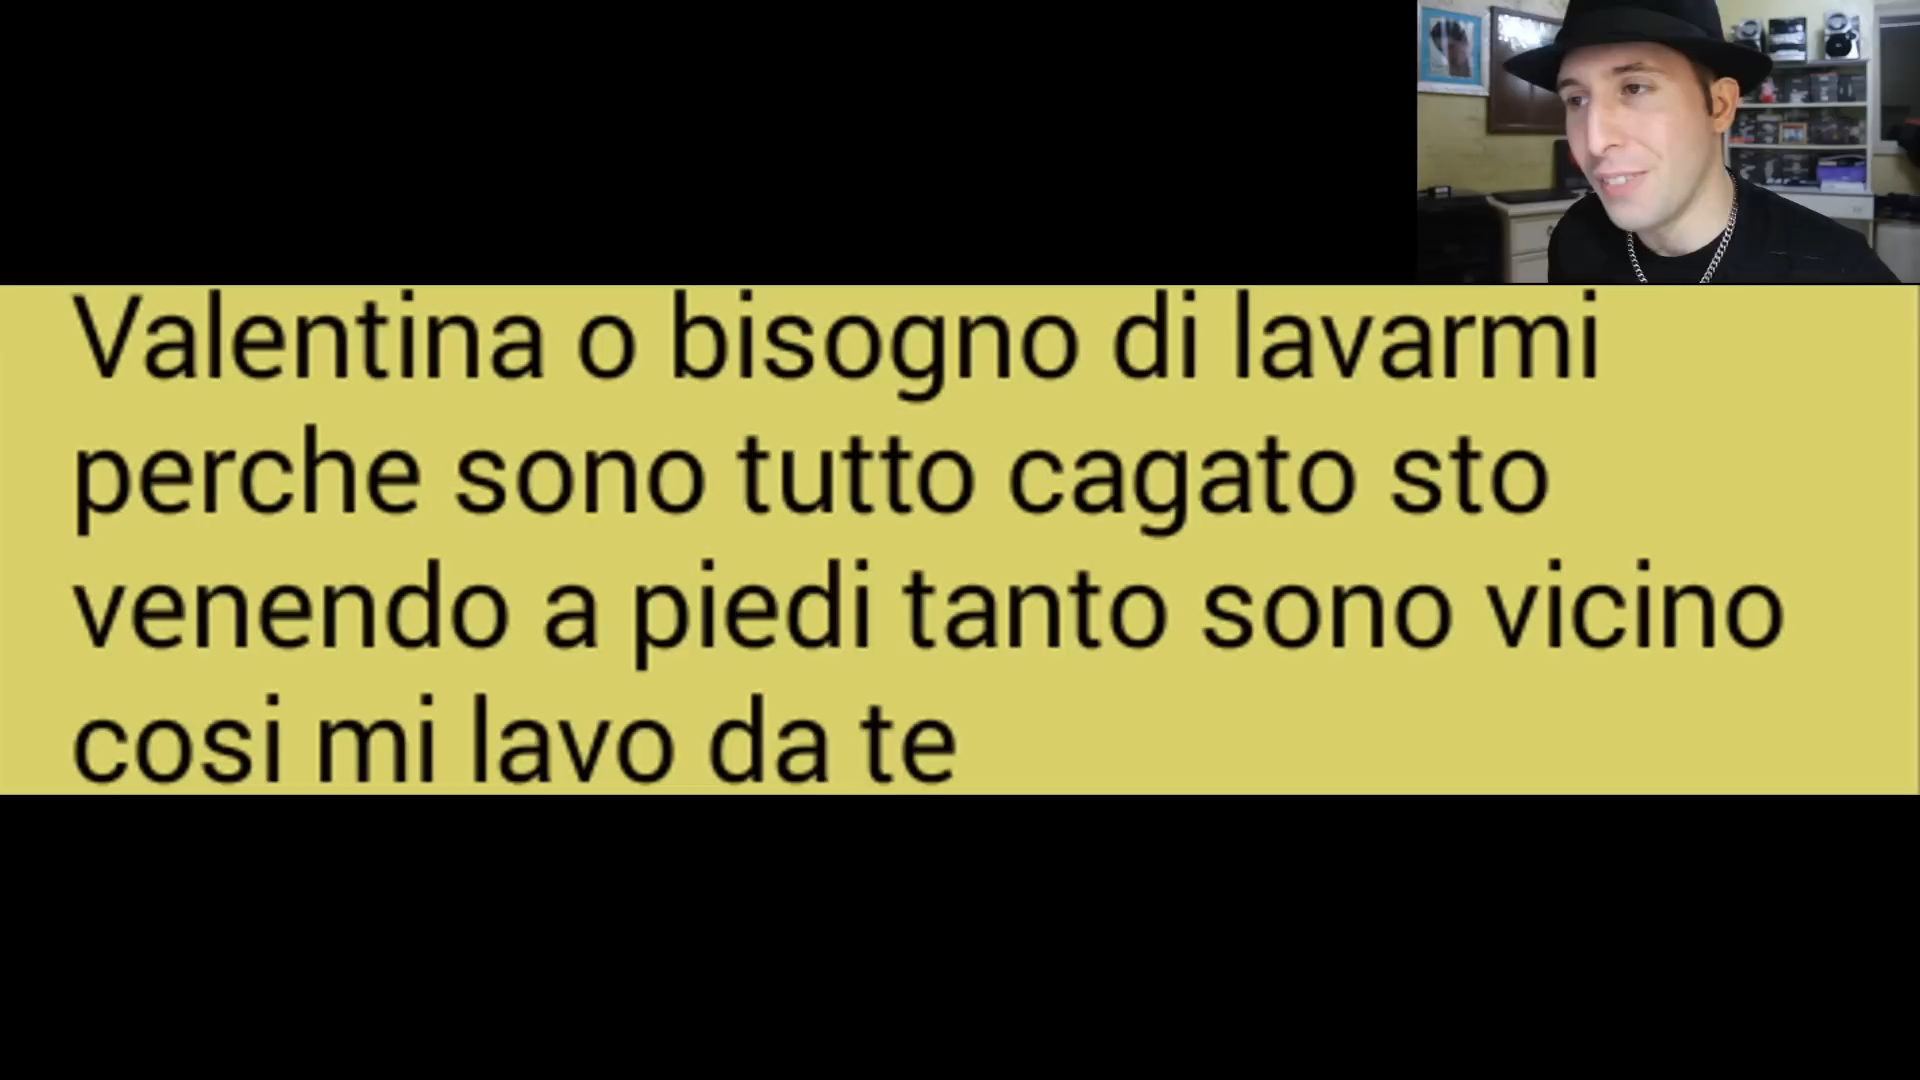 Valentina o bisogno di lavarmi
perche sono tutto cagato sto
venendo a piedi tanto sono vicino
cosi mi lavo da te